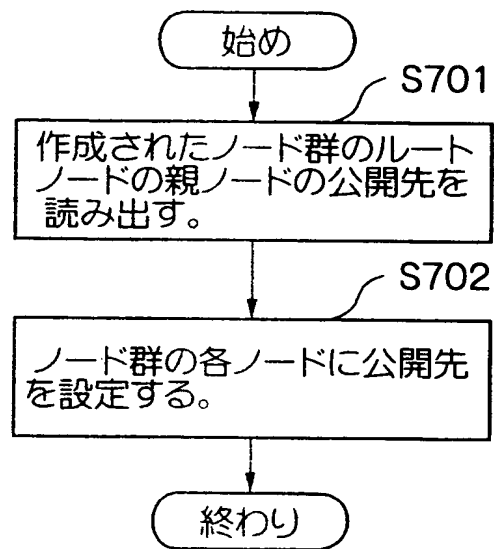 始め
S701
作成されたノード群のルート
ノードの親ノードの公開先を
読み出す。
S702
ノード群の各ノードに公開先
を設定する。
終わり